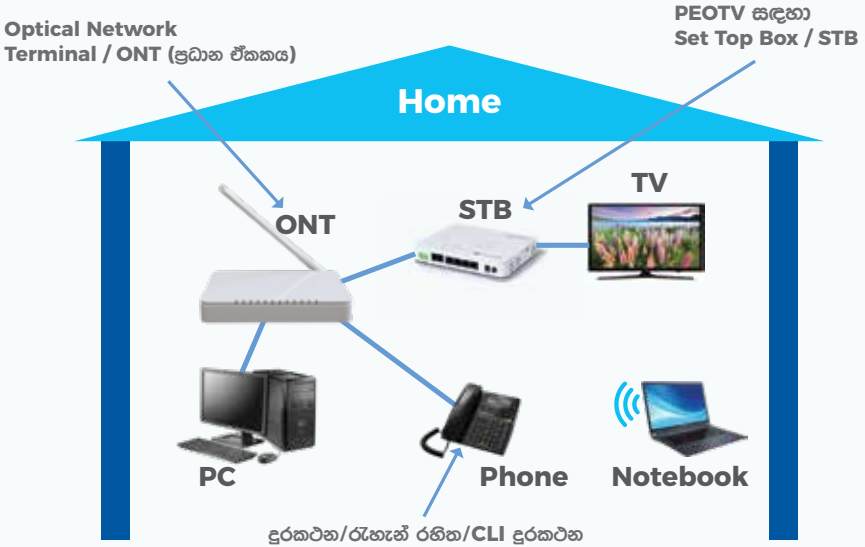 Optical Network
Terminal / ONT (ප්‍රධාන ඒකකය)
PEOTV සඳහා
Set Top Box / STB
Home
ONT
STB
TV
PC
Phone
Notebook
දුරකථන/රැහැන් රහිත/CLI දුරකථන